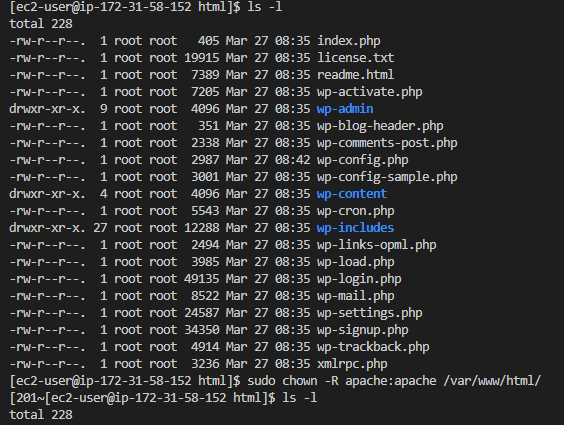 [ec2-user@ip-172-31-58-152 html]$ ls -l
total 228
-rw-r--r--.  1 root root   405 Mar 27 08:35 index.php
-rw-r--r--.  1 root root 19915 Mar 27 08:35 license.txt
-rw-r--r--.  1 root root  7389 Mar 27 08:35 readme.html
-rw-r--r--.  1 root root  7205 Mar 27 08:35 wp-activate.php
drwxr-xr-x.  9 root root  4096 Mar 27 08:35 wp-admin
-rw-r--r--.  1 root root   351 Mar 27 08:35 wp-blog-header.php
-rw-r--r--.  1 root root  2338 Mar 27 08:35 wp-comments-post.php
-rw-r--r--.  1 root root  2987 Mar 27 08:42 wp-config.php
-rw-r--r--.  1 root root  3001 Mar 27 08:35 wp-config-sample.php
drwxr-xr-x.  4 root root  4096 Mar 27 08:35 wp-content
-rw-r--r--.  1 root root  5543 Mar 27 08:35 wp-cron.php
drwxr-xr-x. 27 root root 12288 Mar 27 08:35 wp-includes
-rw-r--r--.  1 root root  2494 Mar 27 08:35 wp-links-opml.php
-rw-r--r--.  1 root root  3985 Mar 27 08:35 wp-load.php
-rw-r--r--.  1 root root 49135 Mar 27 08:35 wp-login.php
-rw-r--r--.  1 root root  8522 Mar 27 08:35 wp-mail.php
-rw-r--r--.  1 root root 24587 Mar 27 08:35 wp-settings.php
-rw-r--r--.  1 root root 34350 Mar 27 08:35 wp-signup.php
-rw-r--r--.  1 root root  4914 Mar 27 08:35 wp-trackback.php
-rw-r--r--.  1 root root  3236 Mar 27 08:35 xmlrpc.php
[ec2-user@ip-172-31-58-152 html]$ sudo chown -R apache:apache /var/www/html/
[201~[ec2-user@ip-172-31-58-152 html]$ ls -l
total 228